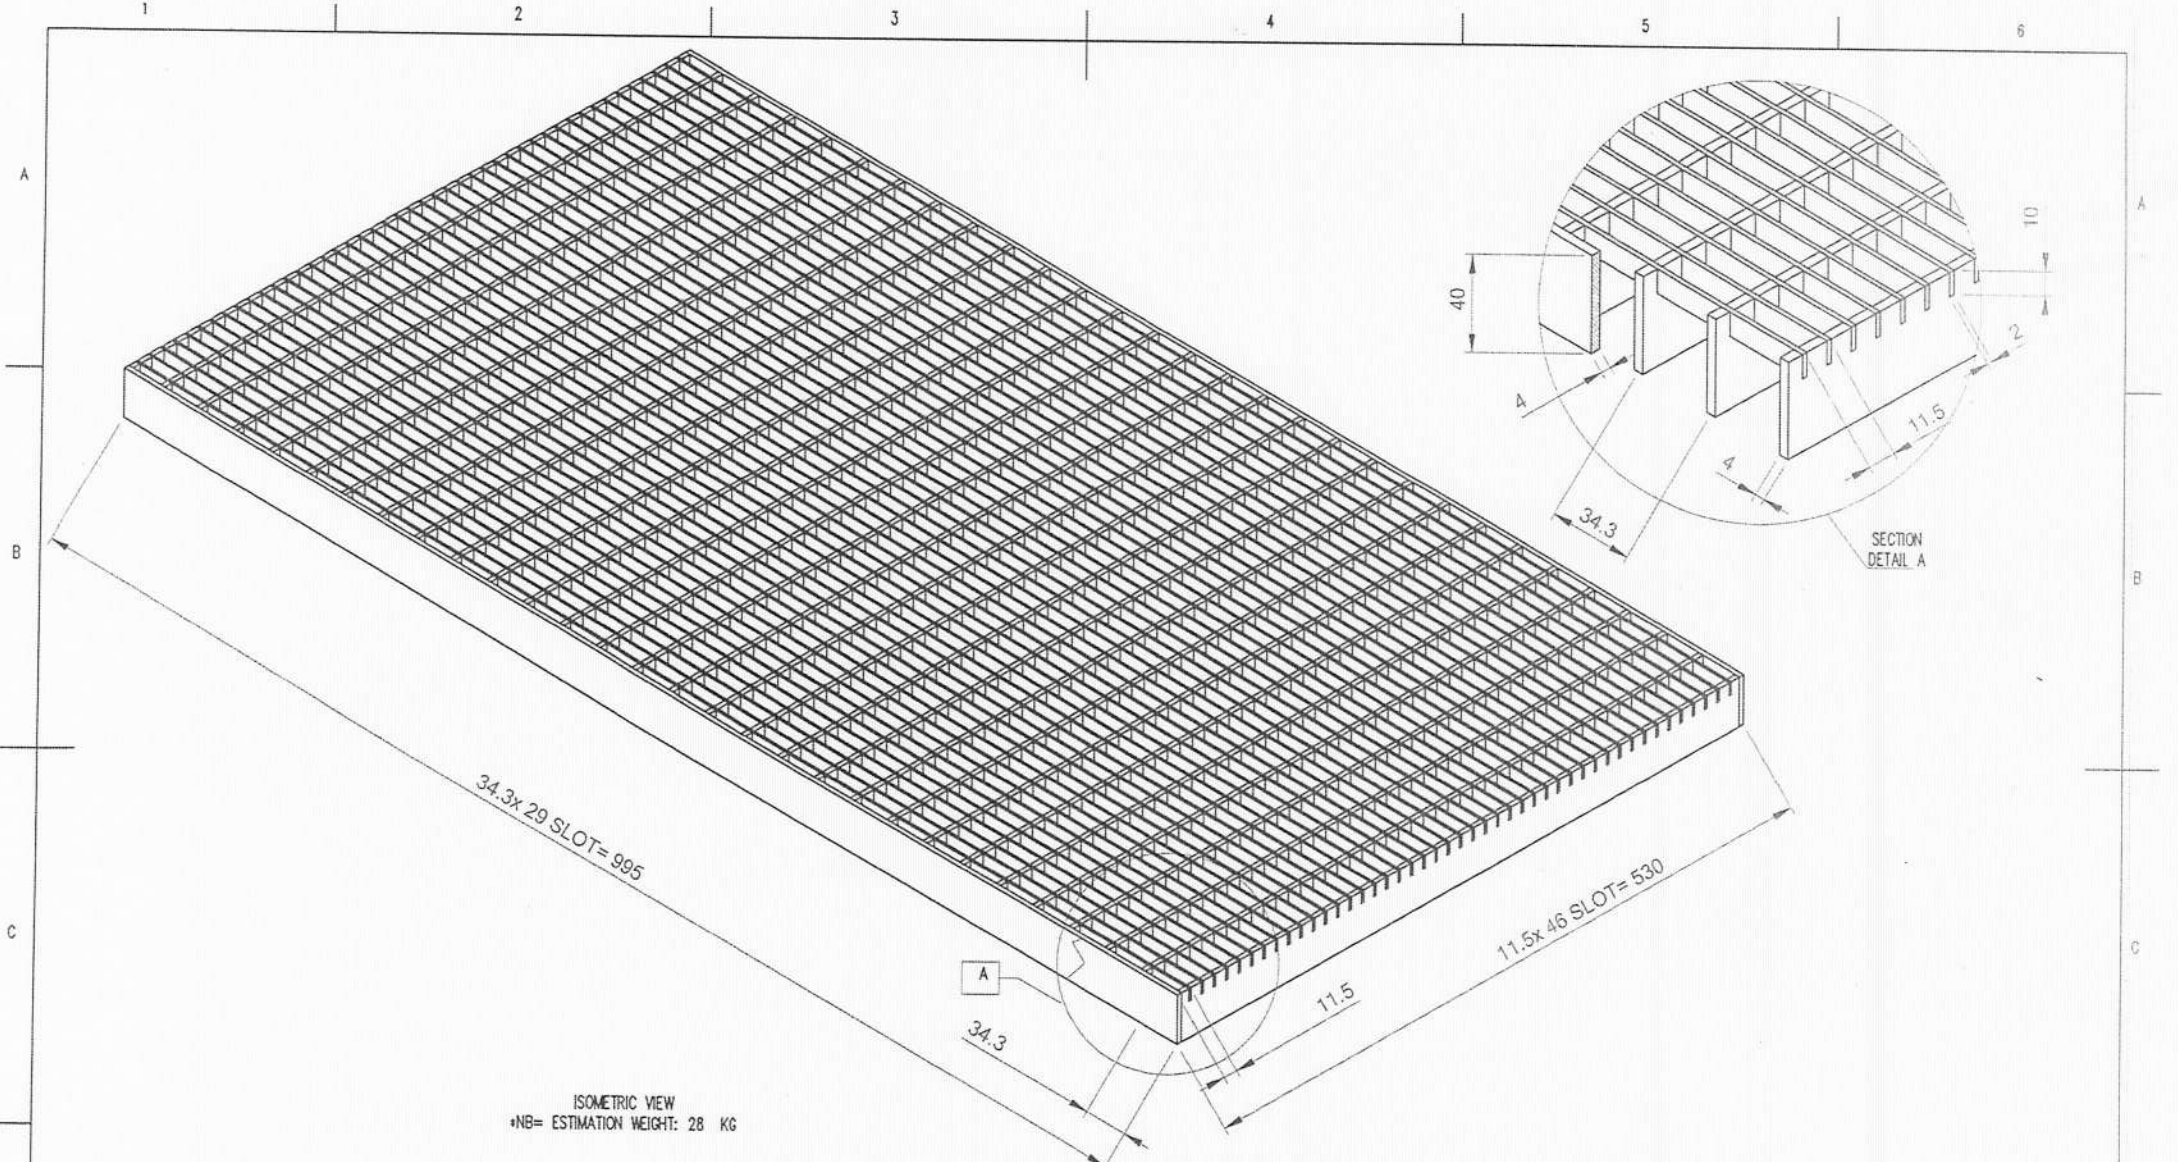 1 2 3 4 5 6
A
A
10
40
2
4
11.5
4
34.3
SECTION
DETAIL A
B
B
34.3x 29 SLOT= 995
11.5x 46 SLOT= 530
C
C
A
11.5
34.3
ISOMETRIC VIEW
*NB= ESTIMATION WEIGHT: 28 KG